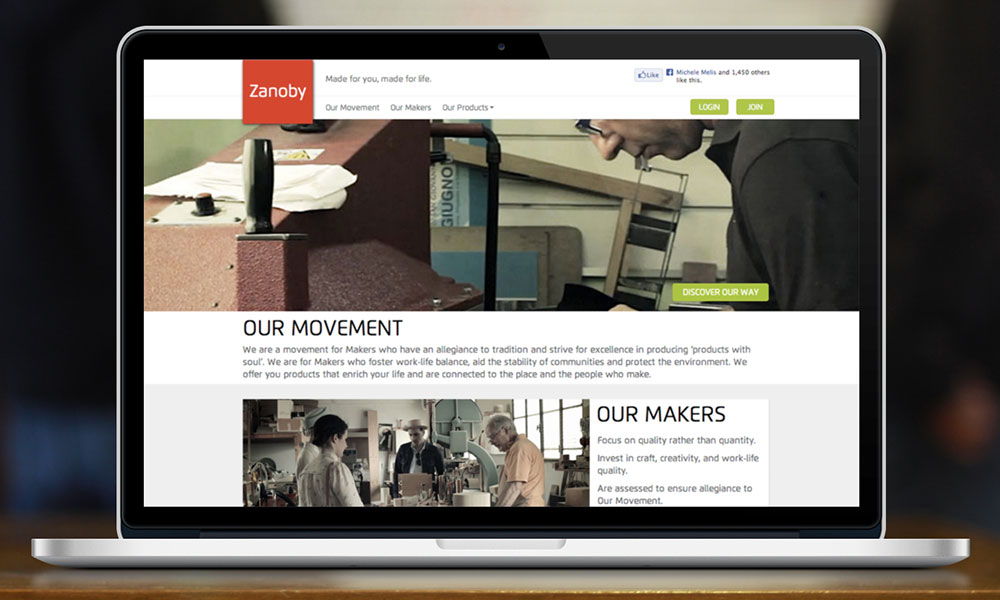 Zanoby
Made for you, made for life.
Like
Michele Melis and 1,450 others
like this.
Our Movement Our Makers Our Products
LOGIN JOIN
GIUGNO
DISCOVER OUR WAY
OUR MOVEMENT
We are a movement for Makers who have an allegiance to tradition and strive for excellence in producing 'products with
soul'. We are for Makers who foster work-life balance, aid the stability of communities and protect the environment. We
offer you products that enrich your life and are connected to the place and the people who make.
OUR MAKERS
Focus on quality rather than quantity.
Invest in craft, creativity, and work-life
quality.
Are assessed to ensure allegiance to
Our Movement.